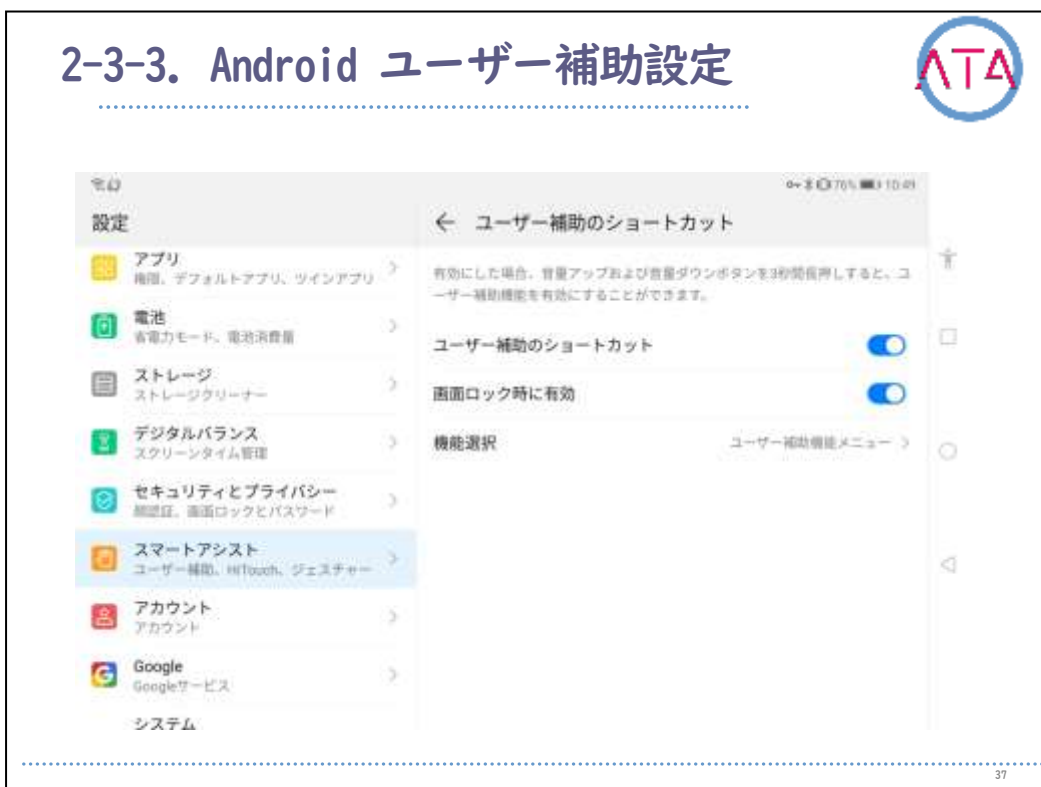 2-3-3. Android ユーザー補助設定
ATA
76% 10:49
設定
アプリ
権限、デフォルトアプリ、ツインアプリ
電池
省電力モード、電池消費量
ストレージ
ストレージクリーナー
デジタルバランス
スクリーンタイム管理
セキュリティとプライバシー
顔認証、画面ロックとパスワード
スマートアシスト
ユーザー補助、HiTouch、ジェスチャー
アカウント
アカウント
Google
Googleサービス
システム
← ユーザー補助のショートカット
有効にした場合、音量アップおよび音量ダウンボタンを3秒間長押しすると、ユ
ーザー補助機能を有効にすることができます。
ユーザー補助のショートカット
画面ロック時に有効
機能選択 ユーザー補助機能メニュー
37